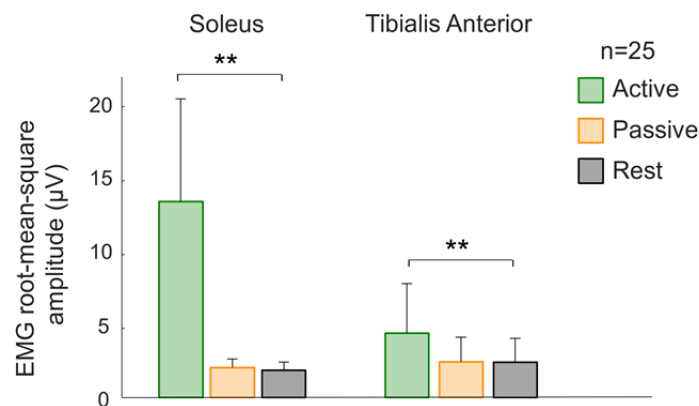 Soleus
Tibialis Anterior
n=25
Active
Passive
Rest
**
**
EMG root-mean-square
amplitude (µV)
20
15
10
5
0